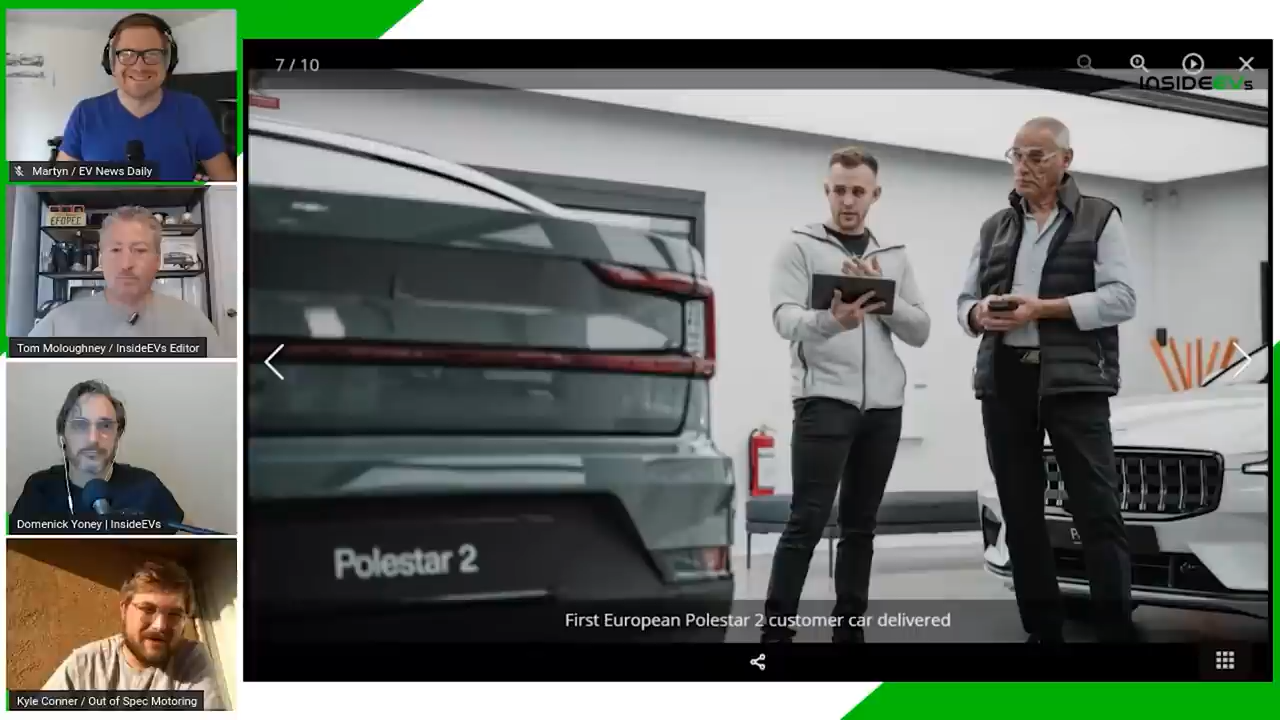 Martyn / EV News Daily
EFOPEC
Tom Moloughney / InsideEVs Editor
Domenick Yoney | InsideEVs
Kyle Conner / Out of Spec Motoring
7 / 10
INSIDEEVs
Polestar 2
First European Polestar 2 customer car delivered